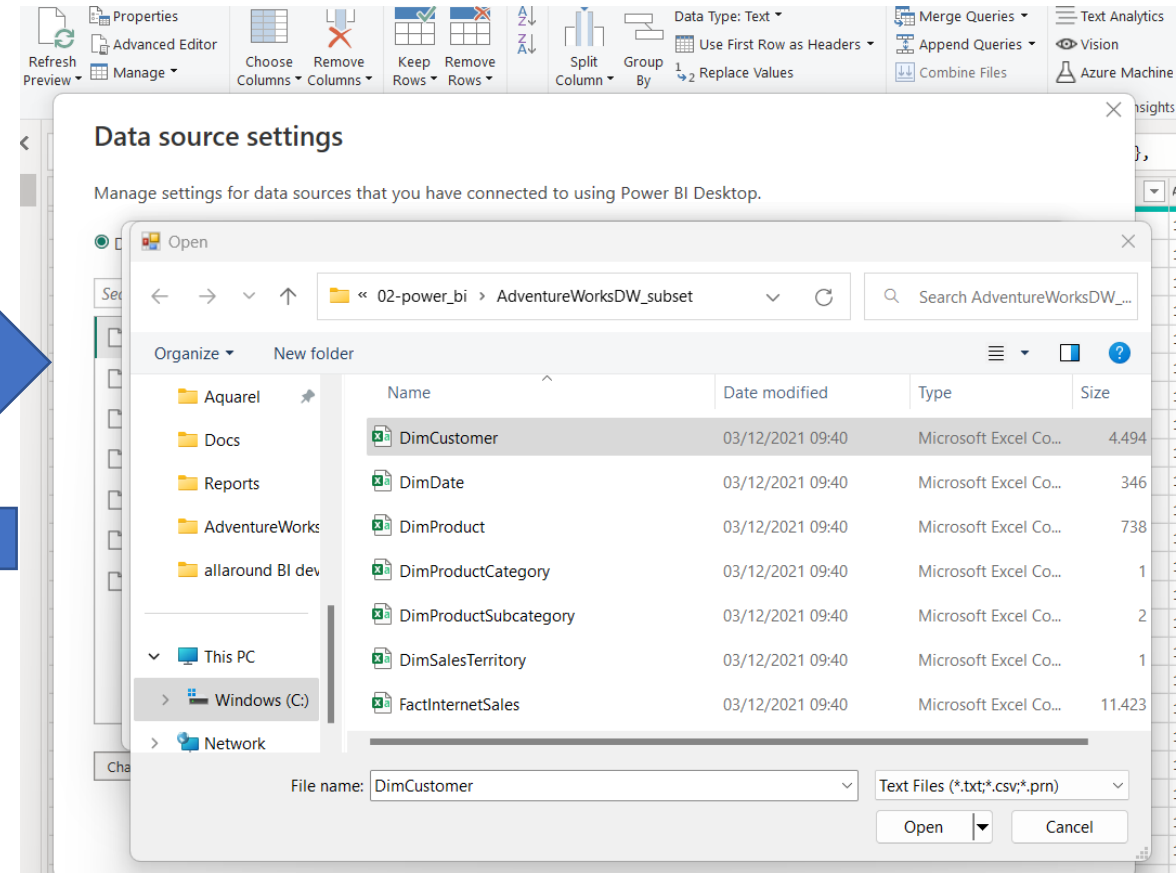 Properties
Advanced Editor
Manage
Refresh
Preview
Choose
Columns
Remove
Columns
Keep
Rows
Remove
Rows
A
Z
Z
A
Split
Column
Group
By
Data Type: Text
Use First Row as Headers
1
2 Replace Values
Merge Queries
Append Queries
Combine Files
Text Analytics
Vision
Azure Machine
nsights
},
Data source settings
Manage settings for data sources that you have connected to using Power BI Desktop.
Open
« 02-power_bi > AdventureWorksDW_subset
Search AdventureWorksDW_...
Organize
New folder
?
Name
Date modified
Type
Size
Aquarel
Docs
Reports
AdventureWorks
allaround BI dev
This PC
Windows (C:)
Network
DimCustomer 03/12/2021 09:40 Microsoft Excel Co... 4.494
DimDate 03/12/2021 09:40 Microsoft Excel Co... 346
DimProduct 03/12/2021 09:40 Microsoft Excel Co... 738
DimProductCategory 03/12/2021 09:40 Microsoft Excel Co... 1
DimProductSubcategory 03/12/2021 09:40 Microsoft Excel Co... 2
DimSalesTerritory 03/12/2021 09:40 Microsoft Excel Co... 1
FactInternetSales 03/12/2021 09:40 Microsoft Excel Co... 11.423
Cha
File name: DimCustomer
Text Files (*.txt;*.csv;*.prn)
Open
Cancel